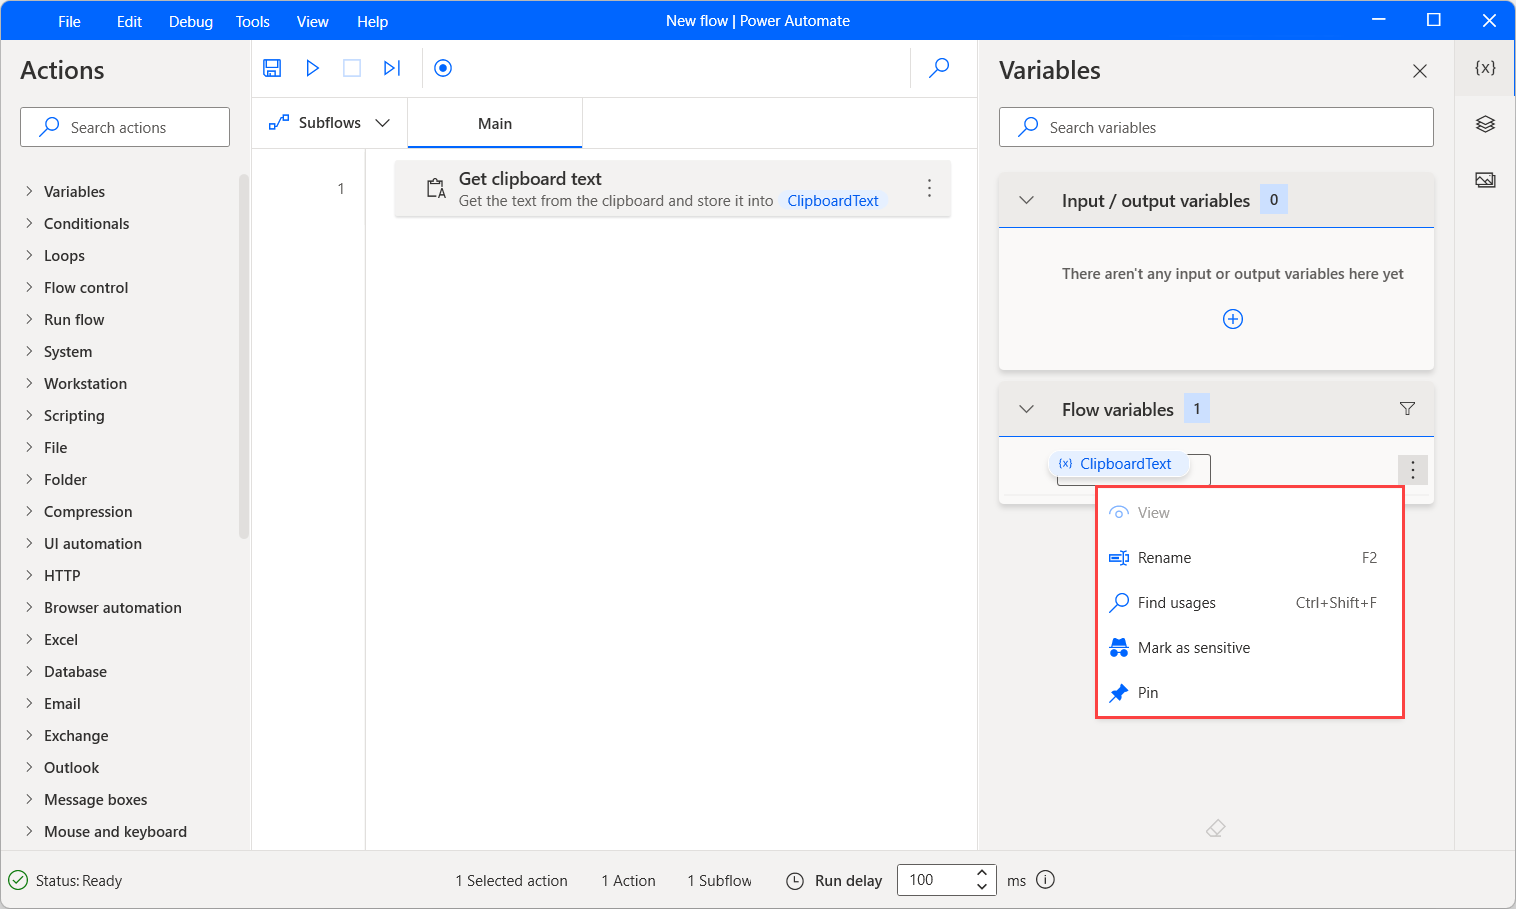 File Edit Debug Tools View Help New flow | Power Automate
Actions
Search actions
Variables
Conditionals
Loops
Flow control
Run flow
System
Workstation
Scripting
File
Folder
Compression
UI automation
HTTP
Browser automation
Excel
Database
Email
Exchange
Outlook
Message boxes
Mouse and keyboard
Subflows Main
1
Get clipboard text
Get the text from the clipboard and store it into ClipboardText
Variables
{x}
Search variables
Input / output variables 0
There aren't any input or output variables here yet
Flow variables 1
{x} ClipboardText
View
Rename F2
Find usages Ctrl+Shift+F
Mark as sensitive
Pin
Status: Ready 1 Selected action 1 Action 1 Subflow Run delay 100 ms